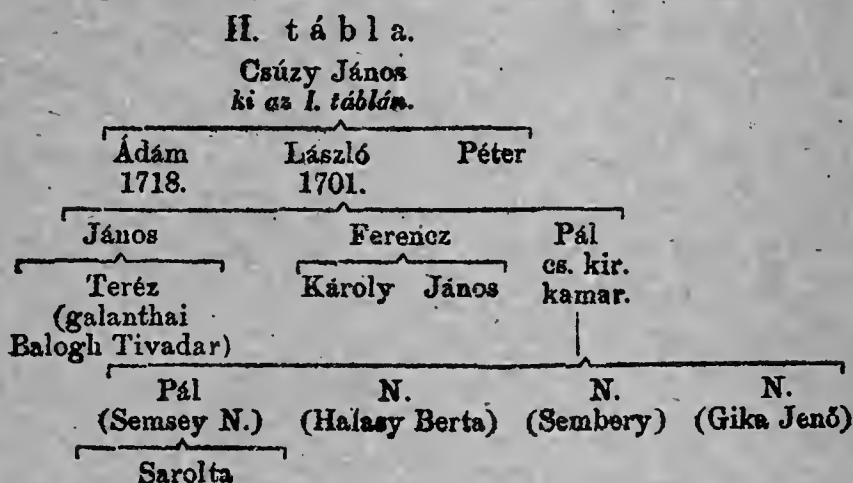 II. tábla.
Csúzy János
ki az I. táblán.
Ádám László Péter
1718. 1701.
János Ferencz Pál
cs. kir.
Teréz Károly János kamar.
(galanthai
Balogh Tivadar)
Pál N. N. N.
(Semsey N.) (Halasy Berta) (Sembery) (Gika Jenő)
Sarolta